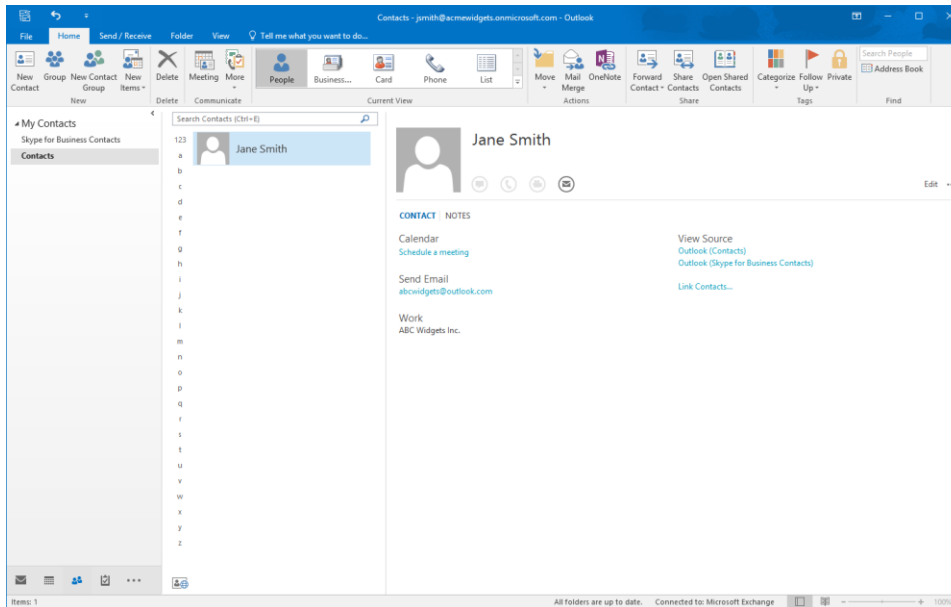 Contacts - jsmith@acmewidgets.onmicrosoft.com - Outlook
File Home Send / Receive Folder View Tell me what you want to do...
New Contact
Group
New Contact Group
New Items
Delete
Meeting
More
People
Business...
Card
Phone
List
Move
Mail Merge
OneNote
Forward Contact
Share Contacts
Open Shared Contacts
Categorize
Follow Up
Private
Search People
Address Book
New Delete Communicate Current View Actions Share Tags Find
My Contacts
Skype for Business Contacts
Contacts
Search Contacts (Ctrl+E)
123
a
b
c
d
e
f
g
h
i
j
k
l
m
n
o
p
q
r
s
t
u
v
w
x
y
z
Jane Smith
Jane Smith
Edit
CONTACT NOTES
Calendar
Schedule a meeting
Send Email
abcwidgets@outlook.com
Work
ABC Widgets Inc.
View Source
Outlook (Contacts)
Outlook (Skype for Business Contacts)
Link Contacts...
Items: 1
All folders are up to date. Connected to: Microsoft Exchange
100%